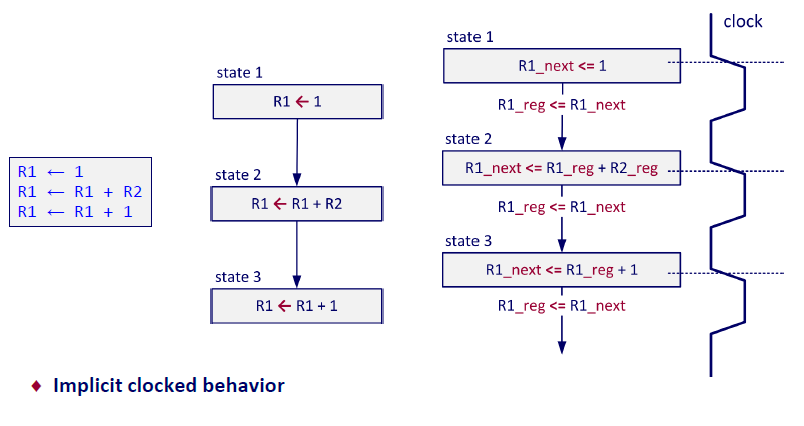 R1 ← 1
R1 ← R1 + R2
R1 ← R1 + 1
state 1
R1 ← 1
state 2
R1 ← R1 + R2
state 3
R1 ← R1 + 1
state 1
R1_next <= 1
R1_reg <= R1_next
state 2
R1_next <= R1_reg + R2_reg
R1_reg <= R1_next
state 3
R1_next <= R1_reg + 1
R1_reg <= R1_next
clock
♦ Implicit clocked behavior